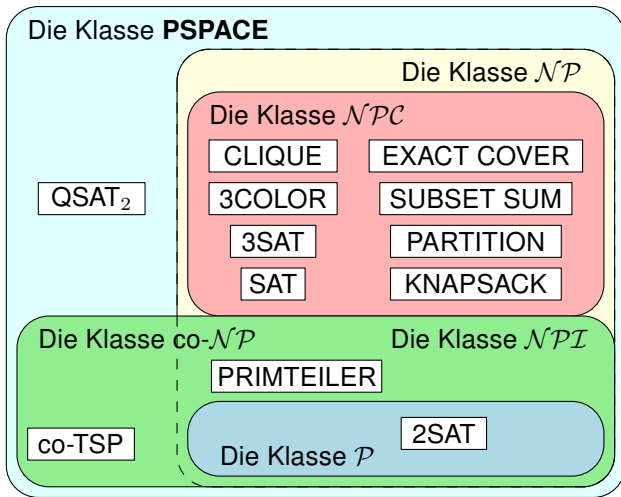 Die Klasse PSPACE
Die Klasse NP
Die Klasse NPC
CLIQUE
EXACT COVER
QSAT₂
3COLOR
SUBSET SUM
3SAT
PARTITION
SAT
KNAPSACK
Die Klasse co-NP
Die Klasse NPI
PRIMTEILER
co-TSP
2SAT
Die Klasse P